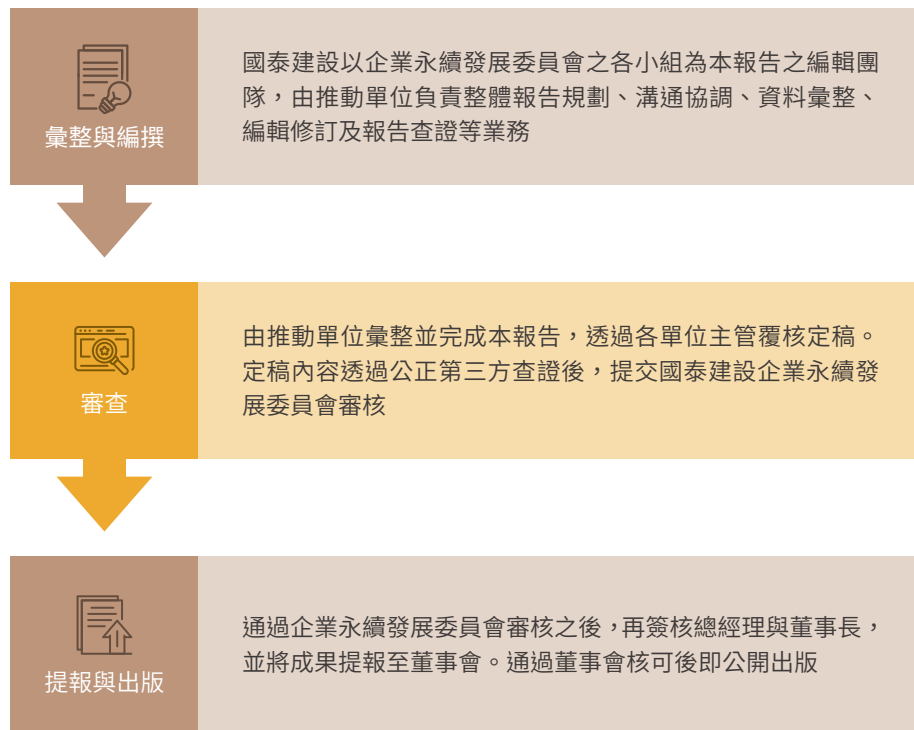 彙整與編撰
國泰建設以企業永續發展委員會之各小組為本報告之編輯團
隊，由推動單位負責整體報告規劃、溝通協調、資料彙整、
編輯修訂及報告查證等業務
審查
由推動單位彙整並完成本報告，透過各單位主管覆核定稿。
定稿內容透過公正第三方查證後，提交國泰建設企業永續發
展委員會審核
提報與出版
通過企業永續發展委員會審核之後，再簽核總經理與董事長，
並將成果提報至董事會。通過董事會核可後即公開出版